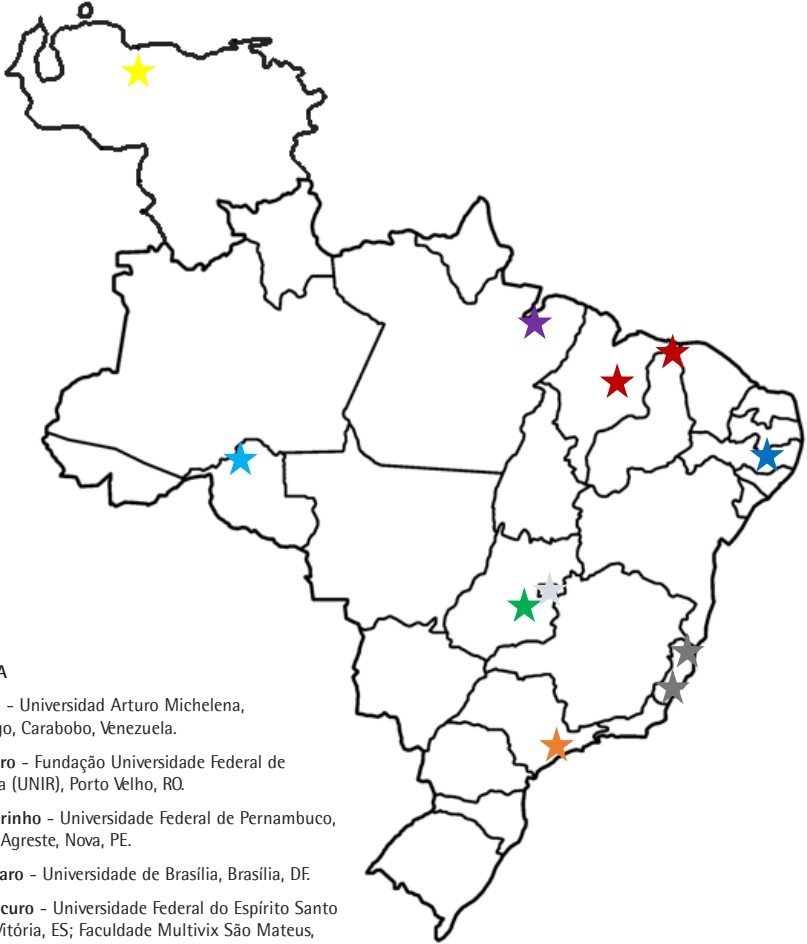 A
- Universidad Arturo Michelena,
go, Carabobo, Venezuela.
ro - Fundação Universidade Federal de
a (UNIR), Porto Velho, RO.
rinho - Universidade Federal de Pernambuco,
Agreste, Nova, PE.
aro - Universidade de Brasília, Brasília, DF.
curo - Universidade Federal do Espírito Santo
Vitória, ES; Faculdade Multivix São Mateus,